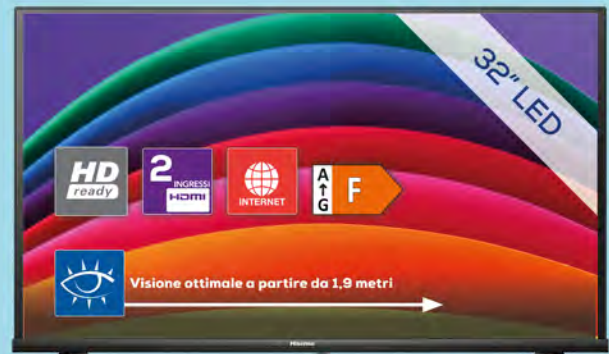 32" LED
HD
ready
2
INGRESSI
HDMI
INTERNET
A
↑
G
F
Visione ottimale a partire da 1,9 metri
Hisense